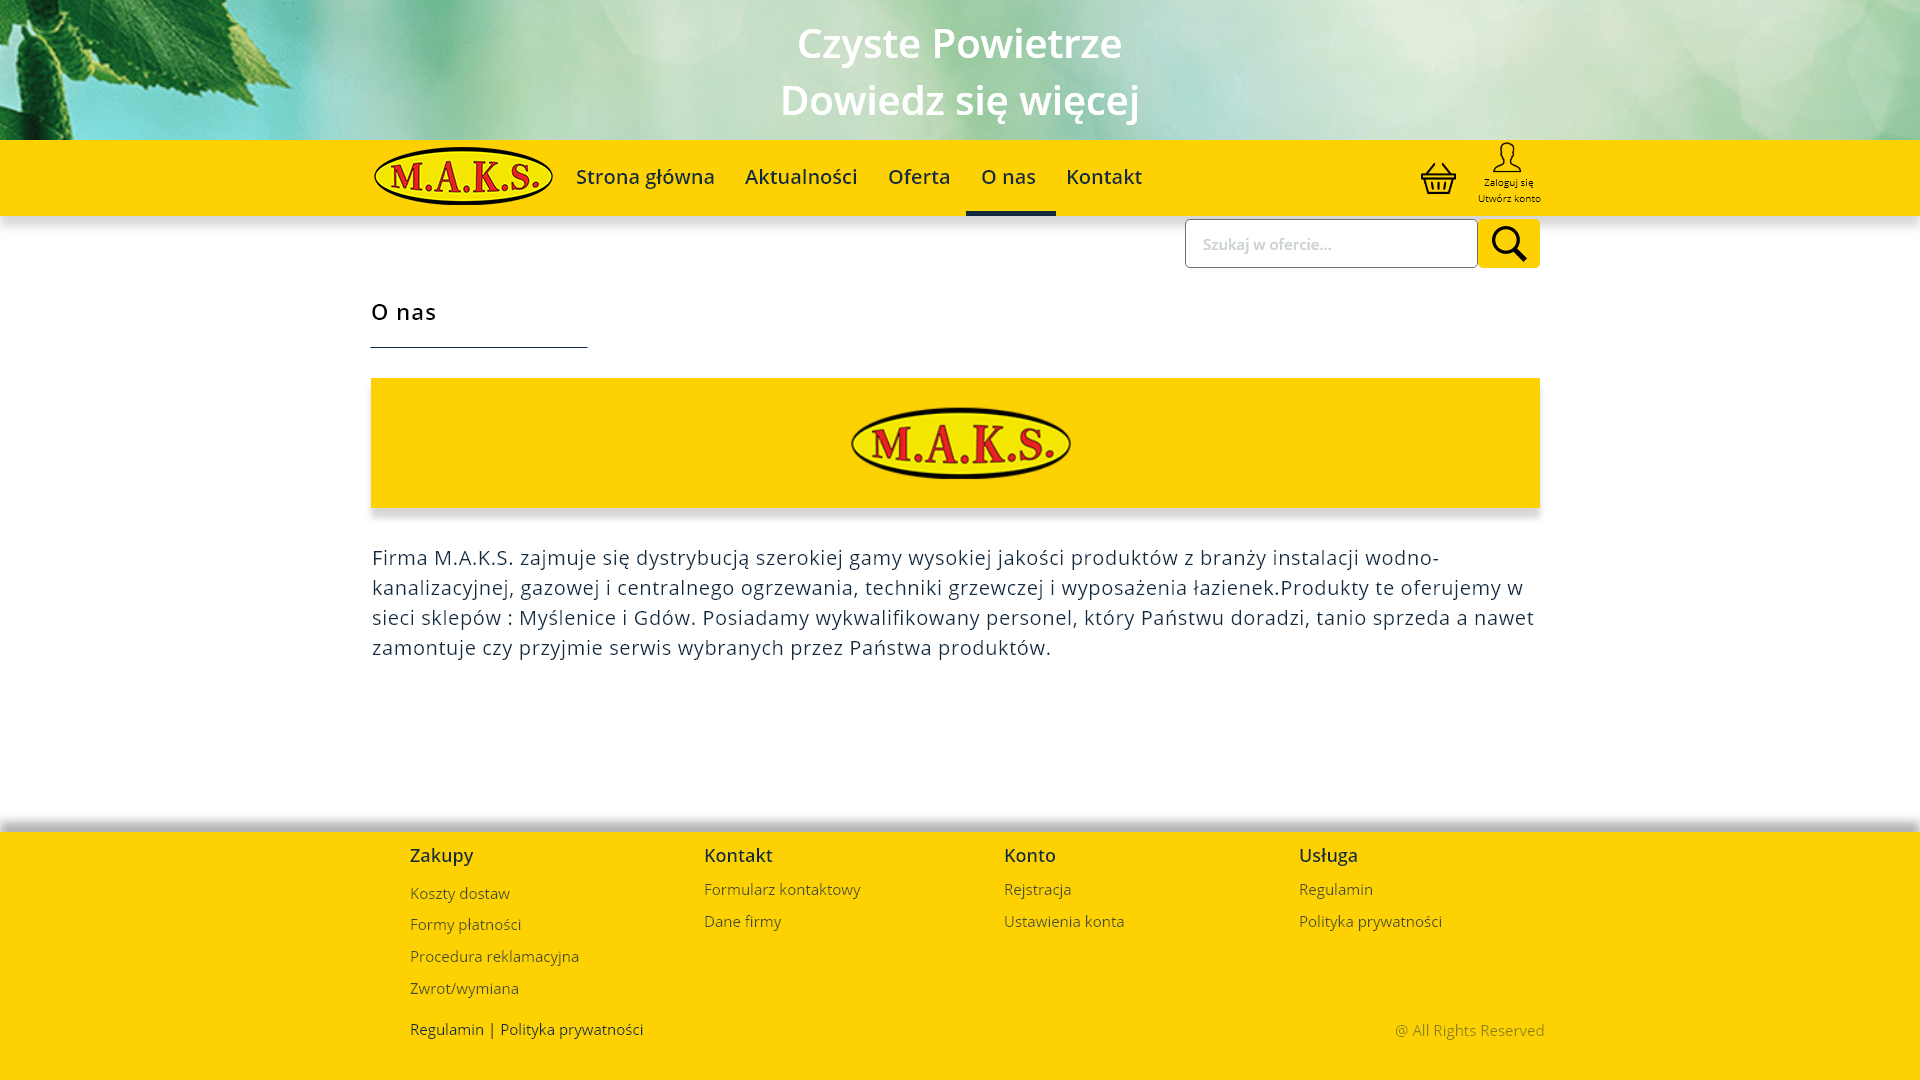 Czyste Powietrze
Dowiedz się więcej
M.A.K.S.
Strona główna
Aktualności
Oferta
O nas
Kontakt
Zaloguj się
Utwórz konto
Szukaj w ofercie...
O nas
M.A.K.S.
Firma M.A.K.S. zajmuje się dystrybucją szerokiej gamy wysokiej jakości produktów z branży instalacji wodno-
kanalizacyjnej, gazowej i centralnego ogrzewania, techniki grzewczej i wyposażenia łazienek.Produkty te oferujemy w
sieci sklepów : Myślenice i Gdów. Posiadamy wykwalifikowany personel, który Państwu doradzi, tanio sprzeda a nawet
zamontuje czy przyjmie serwis wybranych przez Państwa produktów.
Zakupy
Koszty dostaw
Formy płatności
Procedura reklamacyjna
Zwrot/wymiana
Kontakt
Formularz kontaktowy
Dane firmy
Konto
Rejstracja
Ustawienia konta
Usługa
Regulamin
Polityka prywatności
Regulamin | Polityka prywatności
@ All Rights Reserved